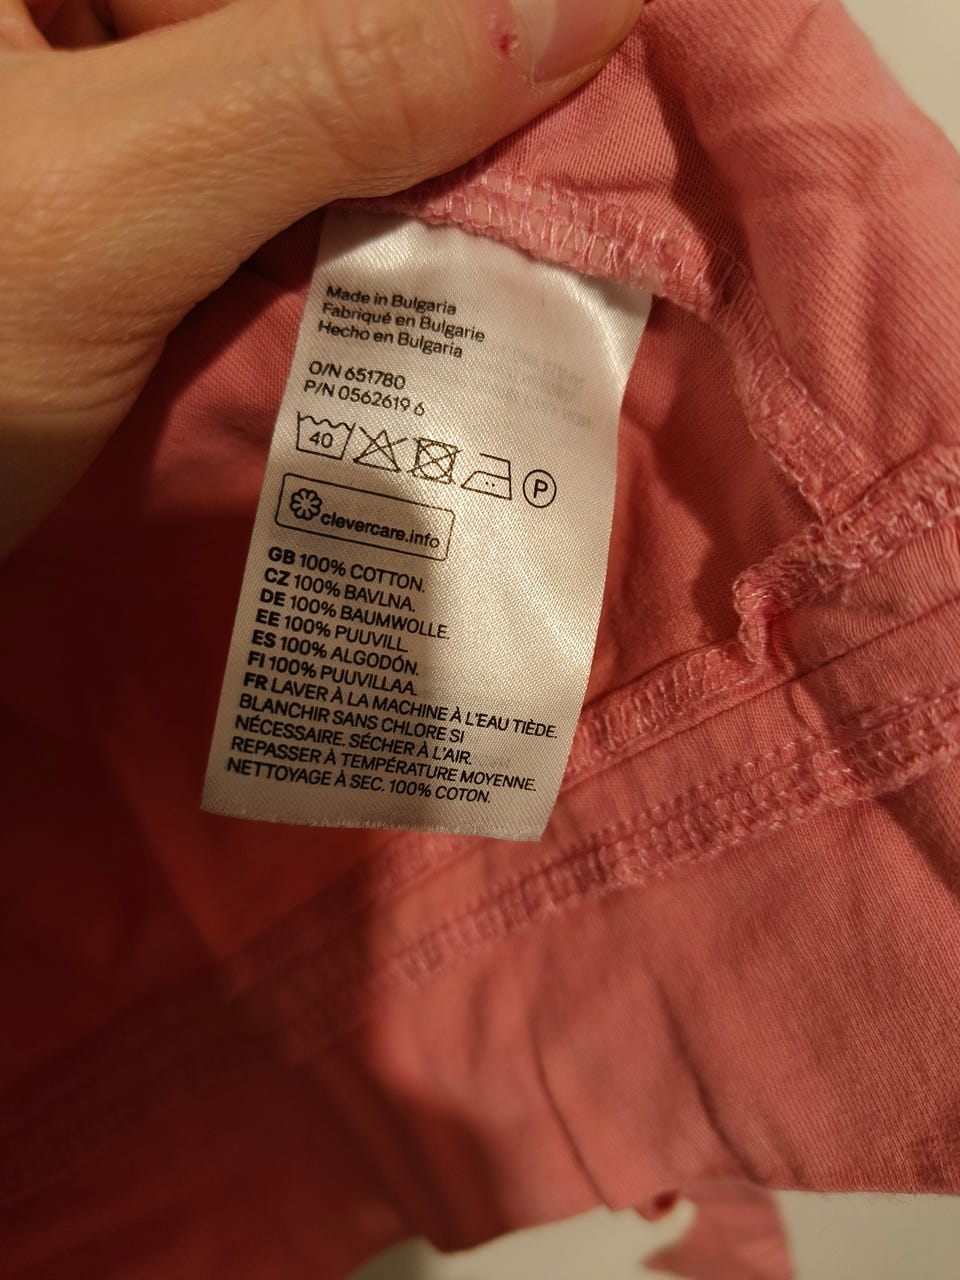 Made in Bulgaria
Fabriqué en Bulgarie
Hecho en Bulgaria
O/N 651780
P/N 0562619 6
40
P
clevercare.info
GB 100% COTTON.
CZ 100% BAVLNA.
DE 100% BAUMWOLLE.
EE 100% PUUVILL.
ES 100% ALGODÓN.
FI 100% PUUVILLAA.
FR LAVER À LA MACHINE À L'EAU TIÈDE.
BLANCHIR SANS CHLORE SI
NÉCESSAIRE. SÉCHER À L'AIR.
REPASSER À TEMPÉRATURE MOYENNE.
NETTOYAGE À SEC. 100% COTON.